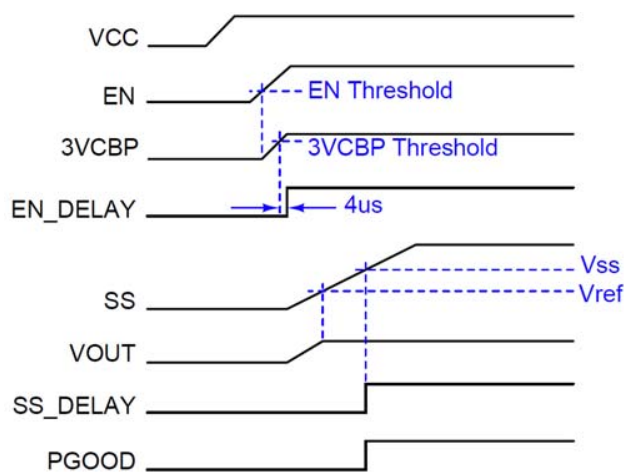 VCC
EN
EN Threshold
3VCBP
3VCBP Threshold
EN_DELAY
4us
SS
Vss
Vref
VOUT
SS_DELAY
PGOOD